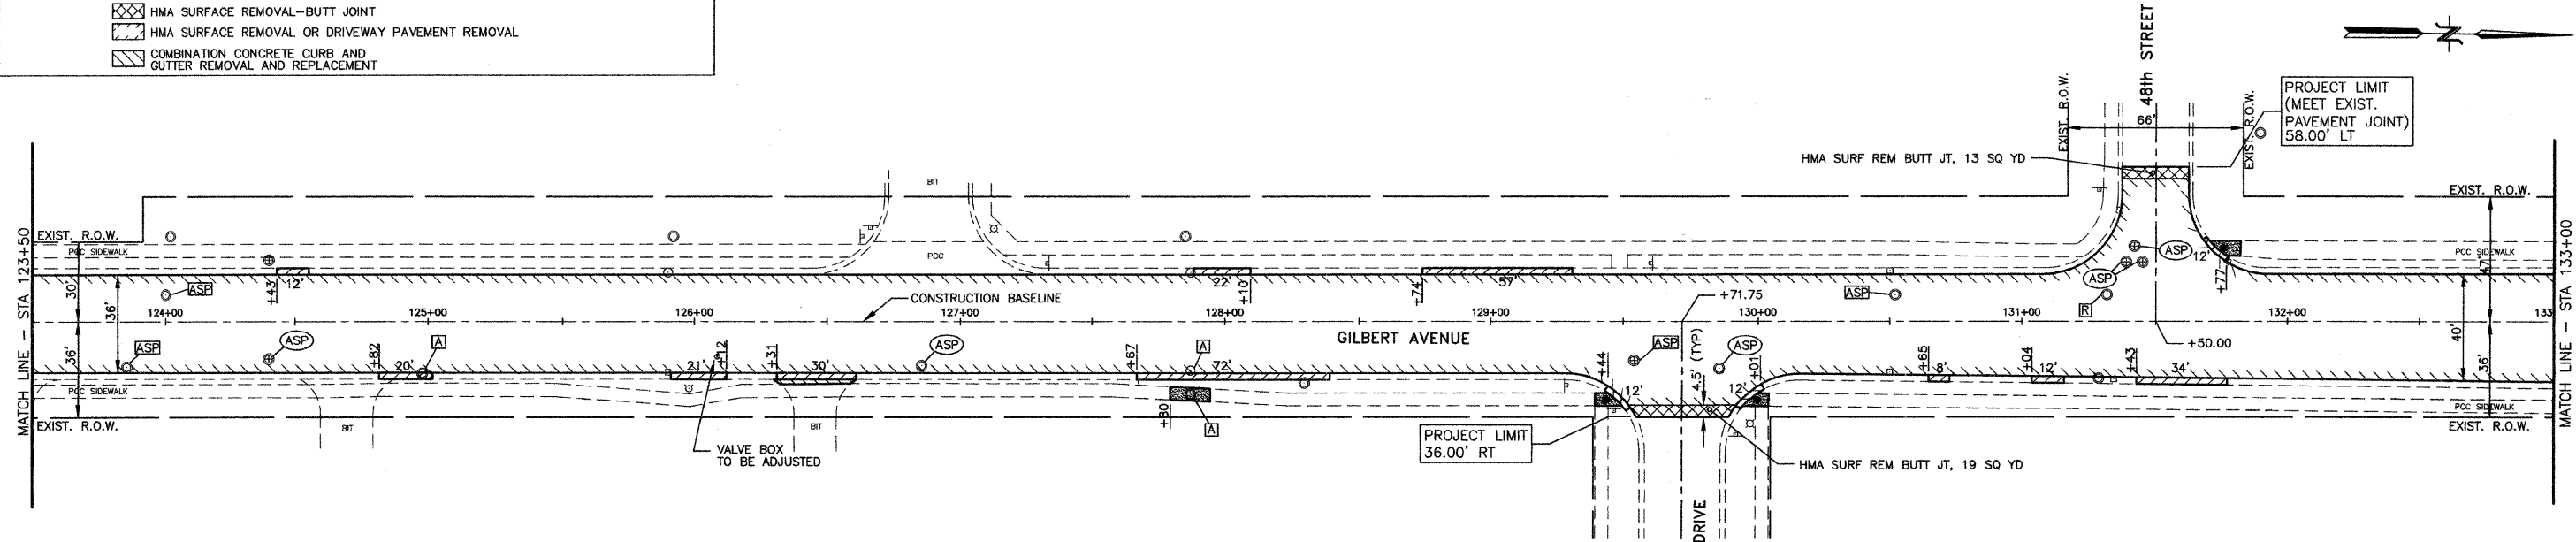 HMA SURFACE REMOVAL-BUTT JOINT
HMA SURFACE REMOVAL OR DRIVEWAY PAVEMENT REMOVAL
COMBINATION CONCRETE CURB AND
GUTTER REMOVAL AND REPLACEMENT
N
48th STREET
EXIST. R.O.W.
66'
EXIST. R.O.W.
PROJECT LIMIT
(MEET EXIST.
PAVEMENT JOINT)
58.00' LT
HMA SURF REM BUTT JT, 13 SQ YD
BIT
EXIST. R.O.W.
EXIST. R.O.W.
PCC SIDEWALK
PCC
PCC SIDEWALK
MATCH LINE - STA 123+50
MATCH LINE - STA 133+00
30'
36'
36'
ASP
+43
12'
22'
+10
+74
57'
ASP
R
ASP
ASP
12'
+77
47'
40'
36'
CONSTRUCTION BASELINE
+71.75
124+00
125+00
126+00
127+00
128+00
129+00
130+00
131+00
132+00
133
GILBERT AVENUE
+50.00
ASP
ASP
+82
20'
A
21'
+12
+31
30'
ASP
+67
A
72'
+44
12'
ASP
4.5' (TYP)
ASP
+01
12'
+65
8'
+04
12'
+43
34'
PCC SIDEWALK
PCC SIDEWALK
EXIST. R.O.W.
EXIST. R.O.W.
BIT
BIT
+80
A
VALVE BOX
TO BE ADJUSTED
PROJECT LIMIT
36.00' RT
HMA SURF REM BUTT JT, 19 SQ YD
DRIVE